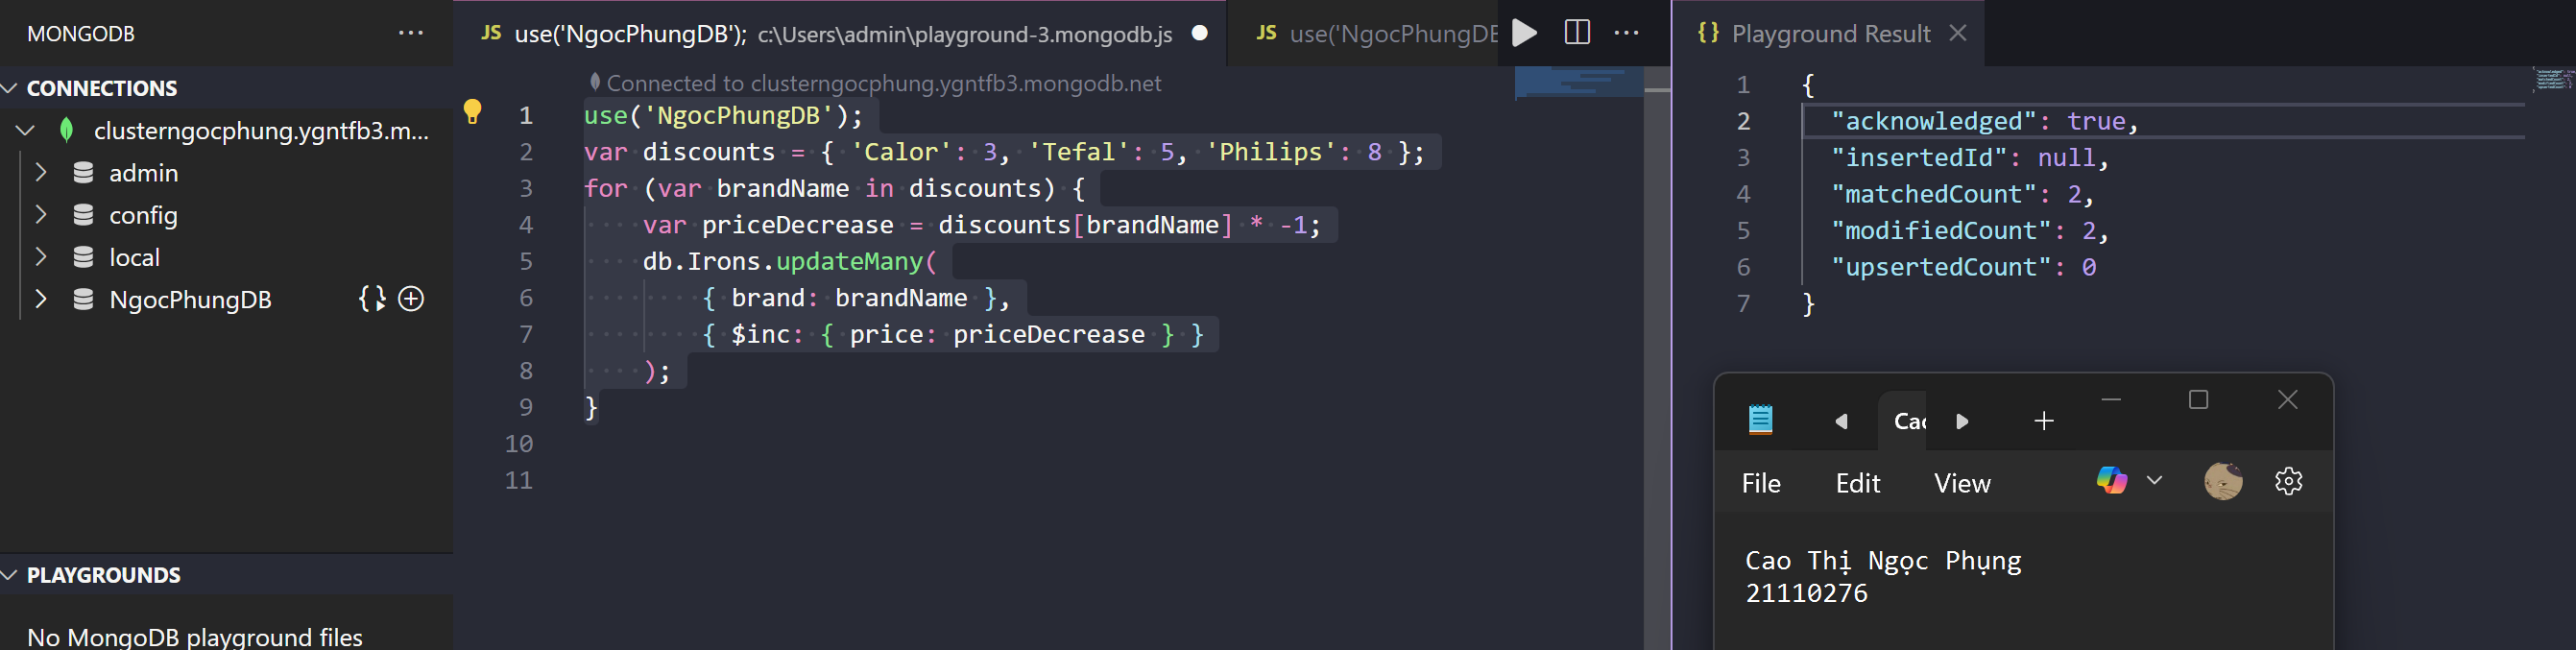 MONGODB
CONNECTIONS
clusterngocphung.ygntfb3.m...
admin
config
local
NgocPhungDB
PLAYGROUNDS
No MongoDB playground files
JS use('NgocPhungDB'); c:\Users\admin\playground-3.mongodb.js
JS use('NgocPhungDB
Connected to clusterngocphung.ygntfb3.mongodb.net
1 use('NgocPhungDB');
2 var discounts = { 'Calor': 3, 'Tefal': 5, 'Philips': 8 };
3 for (var brandName in discounts) {
4 var priceDecrease = discounts[brandName] * -1;
5 db.Irons.updateMany(
6 { brand: brandName },
7 { $inc: { price: priceDecrease } }
8 );
9 }
10
11
{} Playground Result
1 {
2 "acknowledged": true,
3 "insertedId": null,
4 "matchedCount": 2,
5 "modifiedCount": 2,
6 "upsertedCount": 0
7 }
Cao
File Edit View
Cao Thị Ngọc Phụng
21110276